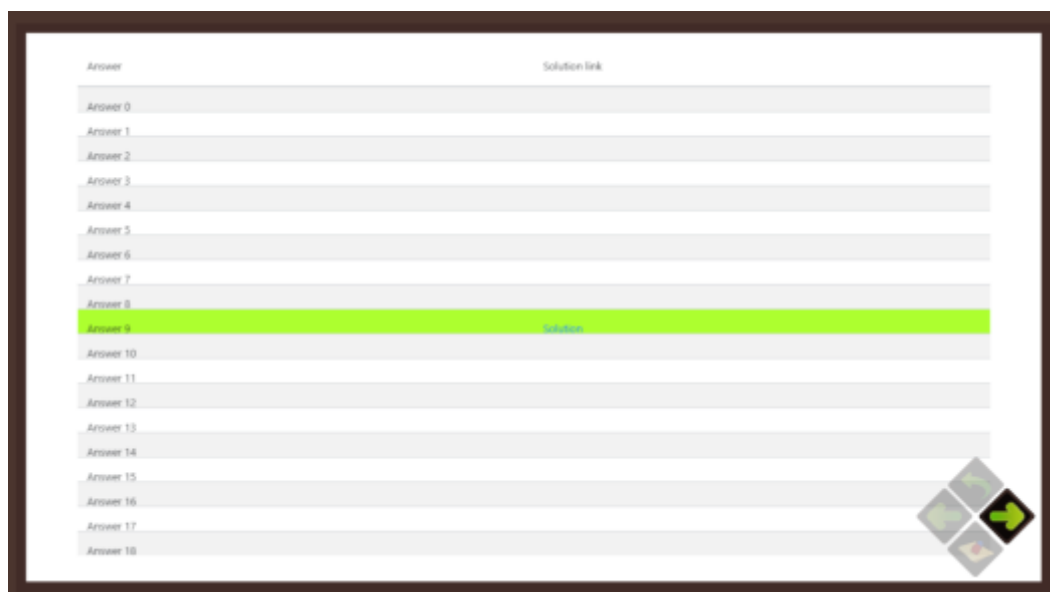 Answer Solution link
Answer 0
Answer 1
Answer 2
Answer 3
Answer 4
Answer 5
Answer 6
Answer 7
Answer 8
Answer 9 Solution
Answer 10
Answer 11
Answer 12
Answer 13
Answer 14
Answer 15
Answer 16
Answer 17
Answer 18